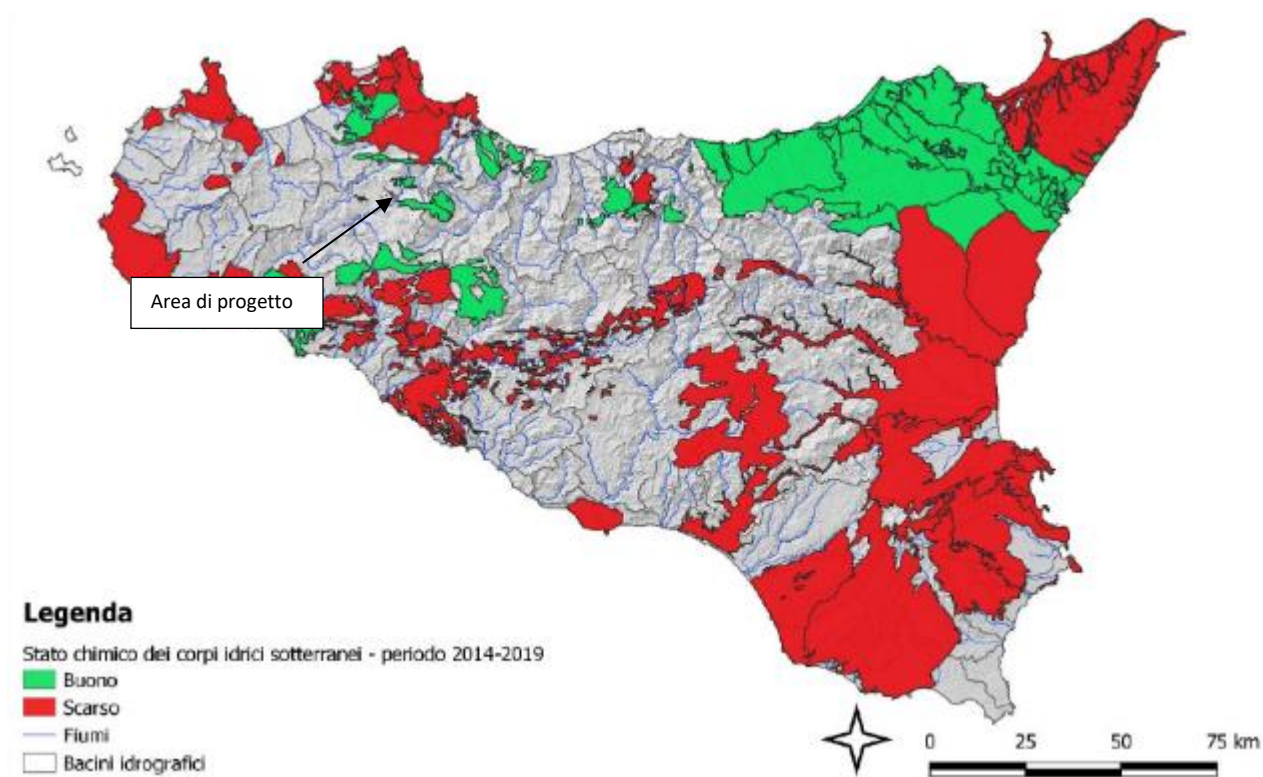 Area di progetto
Legenda
Stato chimico dei corpi idrici sotterranei - periodo 2014-2019
Buono
Scarso
Fiumi
Bacini idrografici
0 25 50 75 km